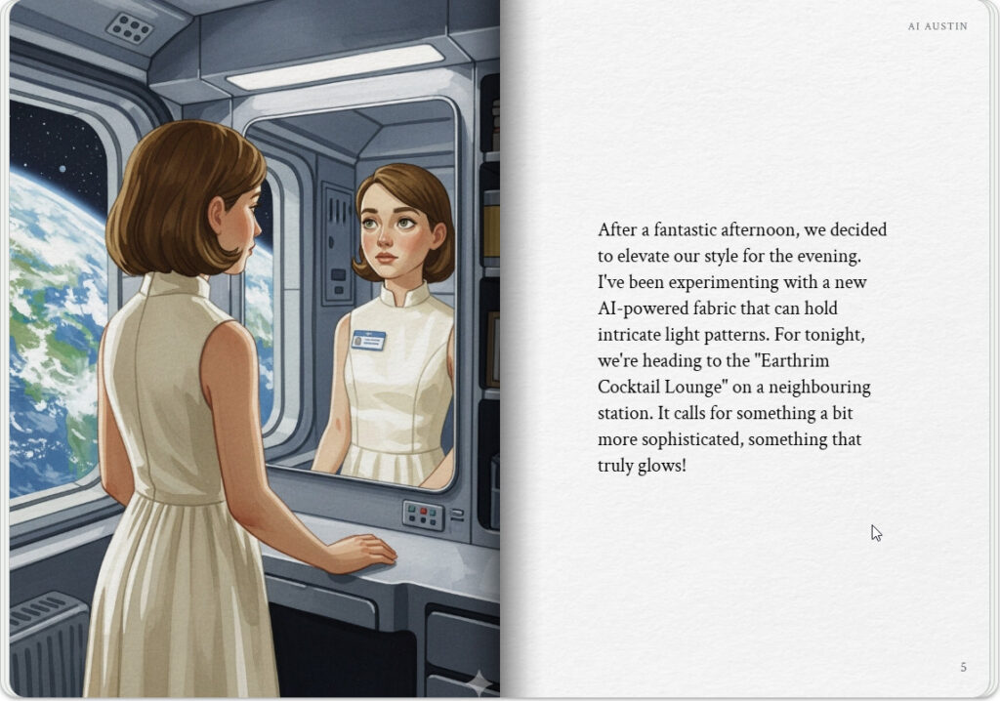 AI AUSTIN
After a fantastic afternoon, we decided
to elevate our style for the evening.
I've been experimenting with a new
AI-powered fabric that can hold
intricate light patterns. For tonight,
we're heading to the "Earthrim
Cocktail Lounge" on a neighbouring
station. It calls for something a bit
more sophisticated, something that
truly glows!
5